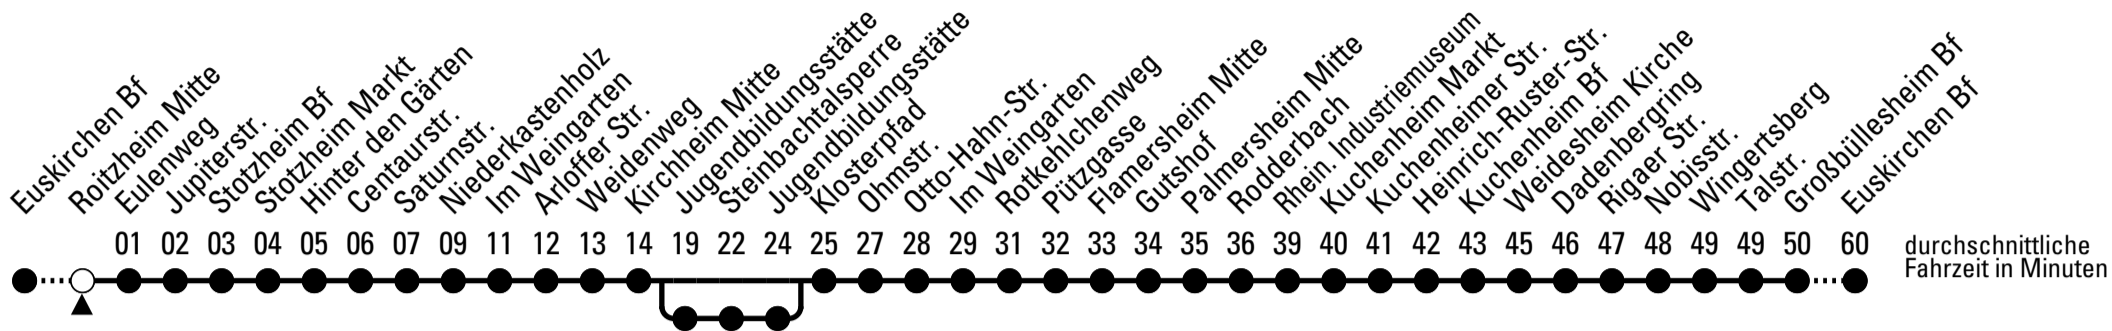 Euskirchen Bf
Roitzheim Mitte
Eulenweg
Jupiterstr.
Stotzheim Bf
Stotzheim Markt
Hinter den Gärten
Centaurstr.
Saturnstr.
Niederkastenholz
Im Weingarten
Arloffer Str.
Weidenweg
Kirchheim Mitte
Jugendbildungsstätte
Steinbachtalsperre
Jugendbildungsstätte
Klosterpfad
Ohmstr.
Otto-Hahn-Str.
Im Weingarten
Rotkehlchenweg
Pützgasse
Flamersheim Mitte
Gutshof
Palmersheim Mitte
Rodderbach
Rhein. Industriemuseum
Kuchenheim Markt
Kuchenheimer Str.
Heinrich-Ruster-Str.
Kuchenheim Bf
Weidesheim Kirche
Dadenbergring
Rigaer Str.
Nobisstr.
Wingertsberg
Talstr.
Großbüllesheim Bf
Euskirchen Bf
01 02 03 04 05 06 07 09 11 12 13 14 19 22 24 25 27 28 29 31 32 33 34 35 36 39 40 41 42 43 45 46 47 48 49 49 50 60
durchschnittliche
Fahrzeit in Minuten